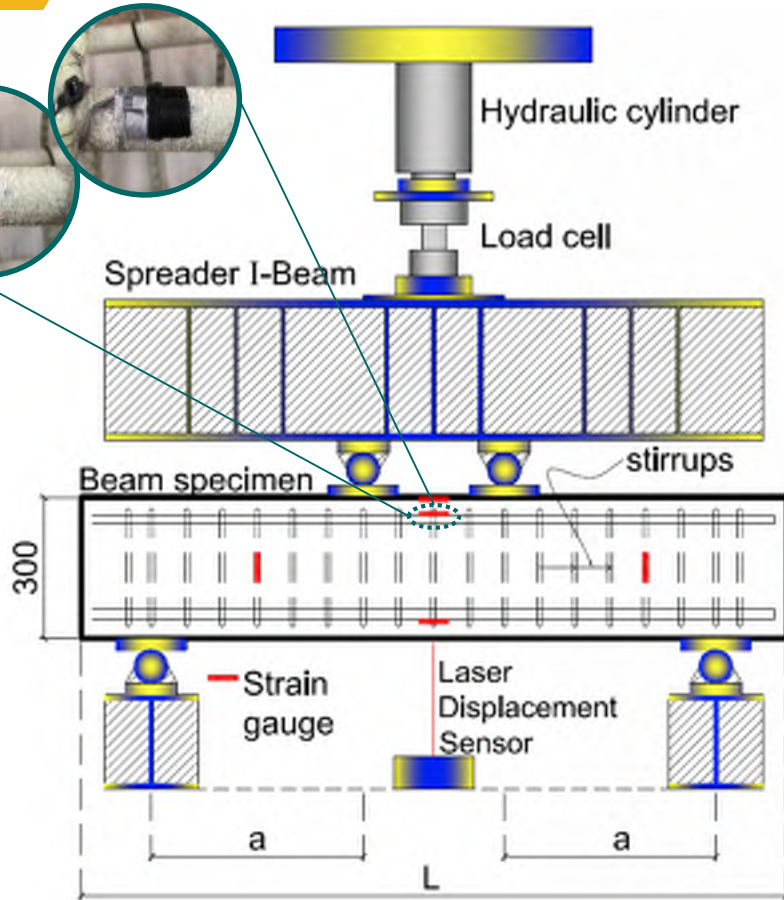 Hydraulic cylinder
Load cell
Spreader I-Beam
stirrups
Beam specimen
300
Strain
gauge
Laser
Displacement
Sensor
a
a
L